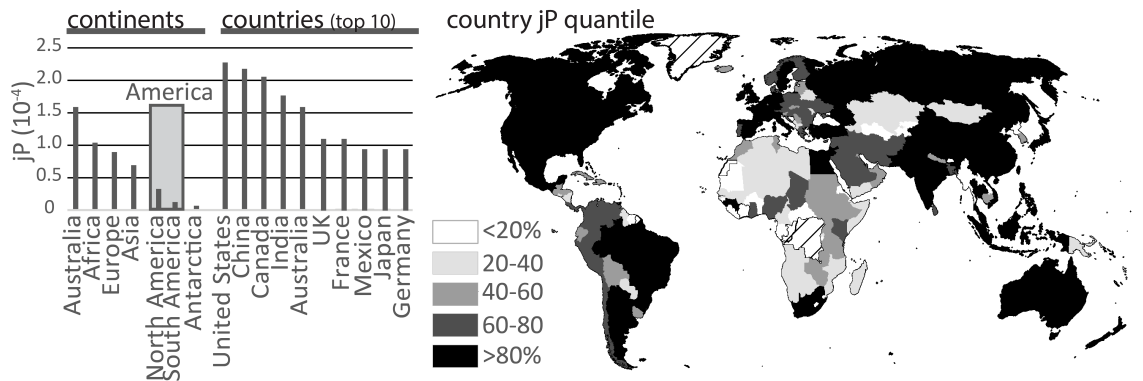 continents
countries (top 10)
country jP quantile
jP (10⁻⁴)
2.5
2.0
1.5
1.0
0.5
0
America
Australia
Africa
Europe
Asia
North America
South America
Antarctica
United States
China
Canada
India
Australia
UK
France
Mexico
Japan
Germany
<20%
20-40
40-60
60-80
>80%